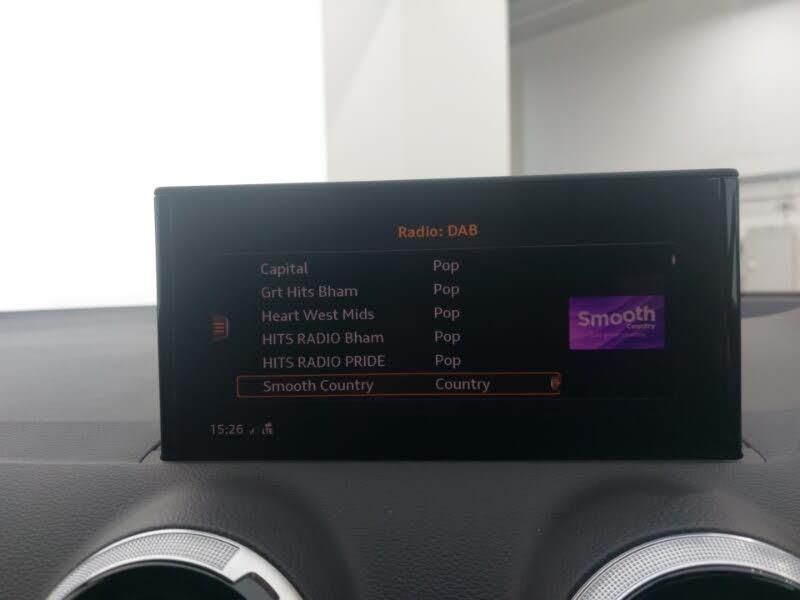 Radio: DAB
Capital Pop
Grt Hits Bham Pop
Heart West Mids Pop
HITS RADIO Bham Pop
HITS RADIO PRIDE Pop
Smooth Country Country
Smooth
Country
15:26 LTE